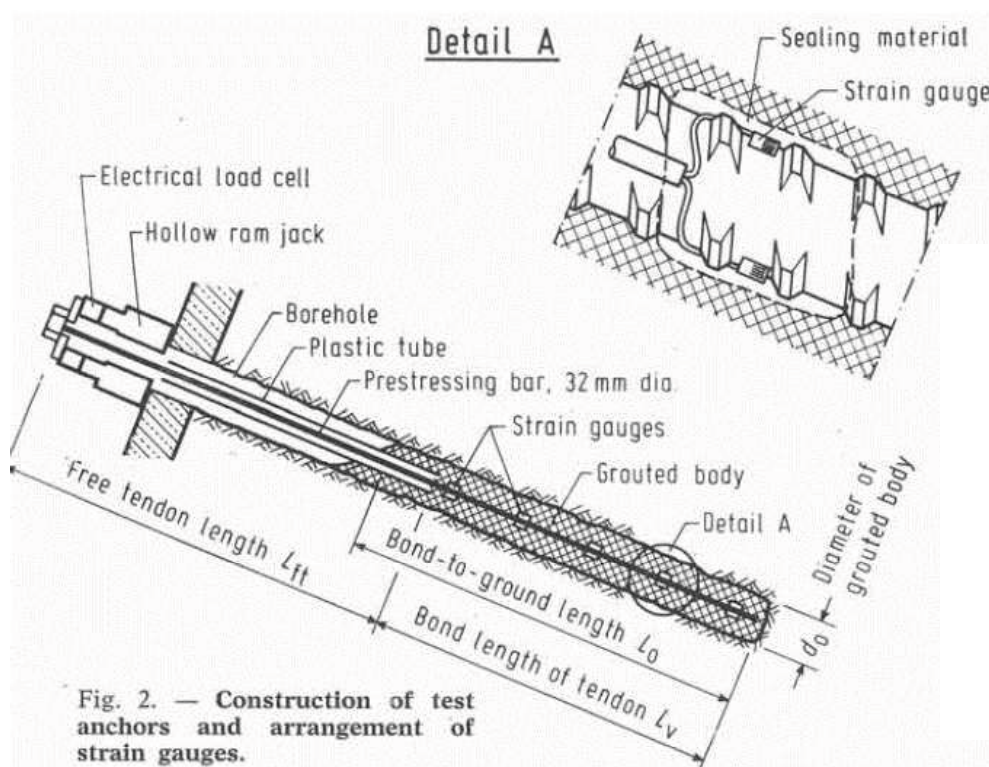 Detail A
Sealing material
Strain gauge
Electrical load cell
Hollow ram jack
Borehole
Plastic tube
Prestressing bar, 32 mm dia.
Strain gauges
Grouted body
Detail A
Diameter of
grouted body
d₀
Free tendon length L_ft
Bond-to-ground length L₀
Bond length of tendon L_v
Fig. 2. — Construction of test
anchors and arrangement of
strain gauges.